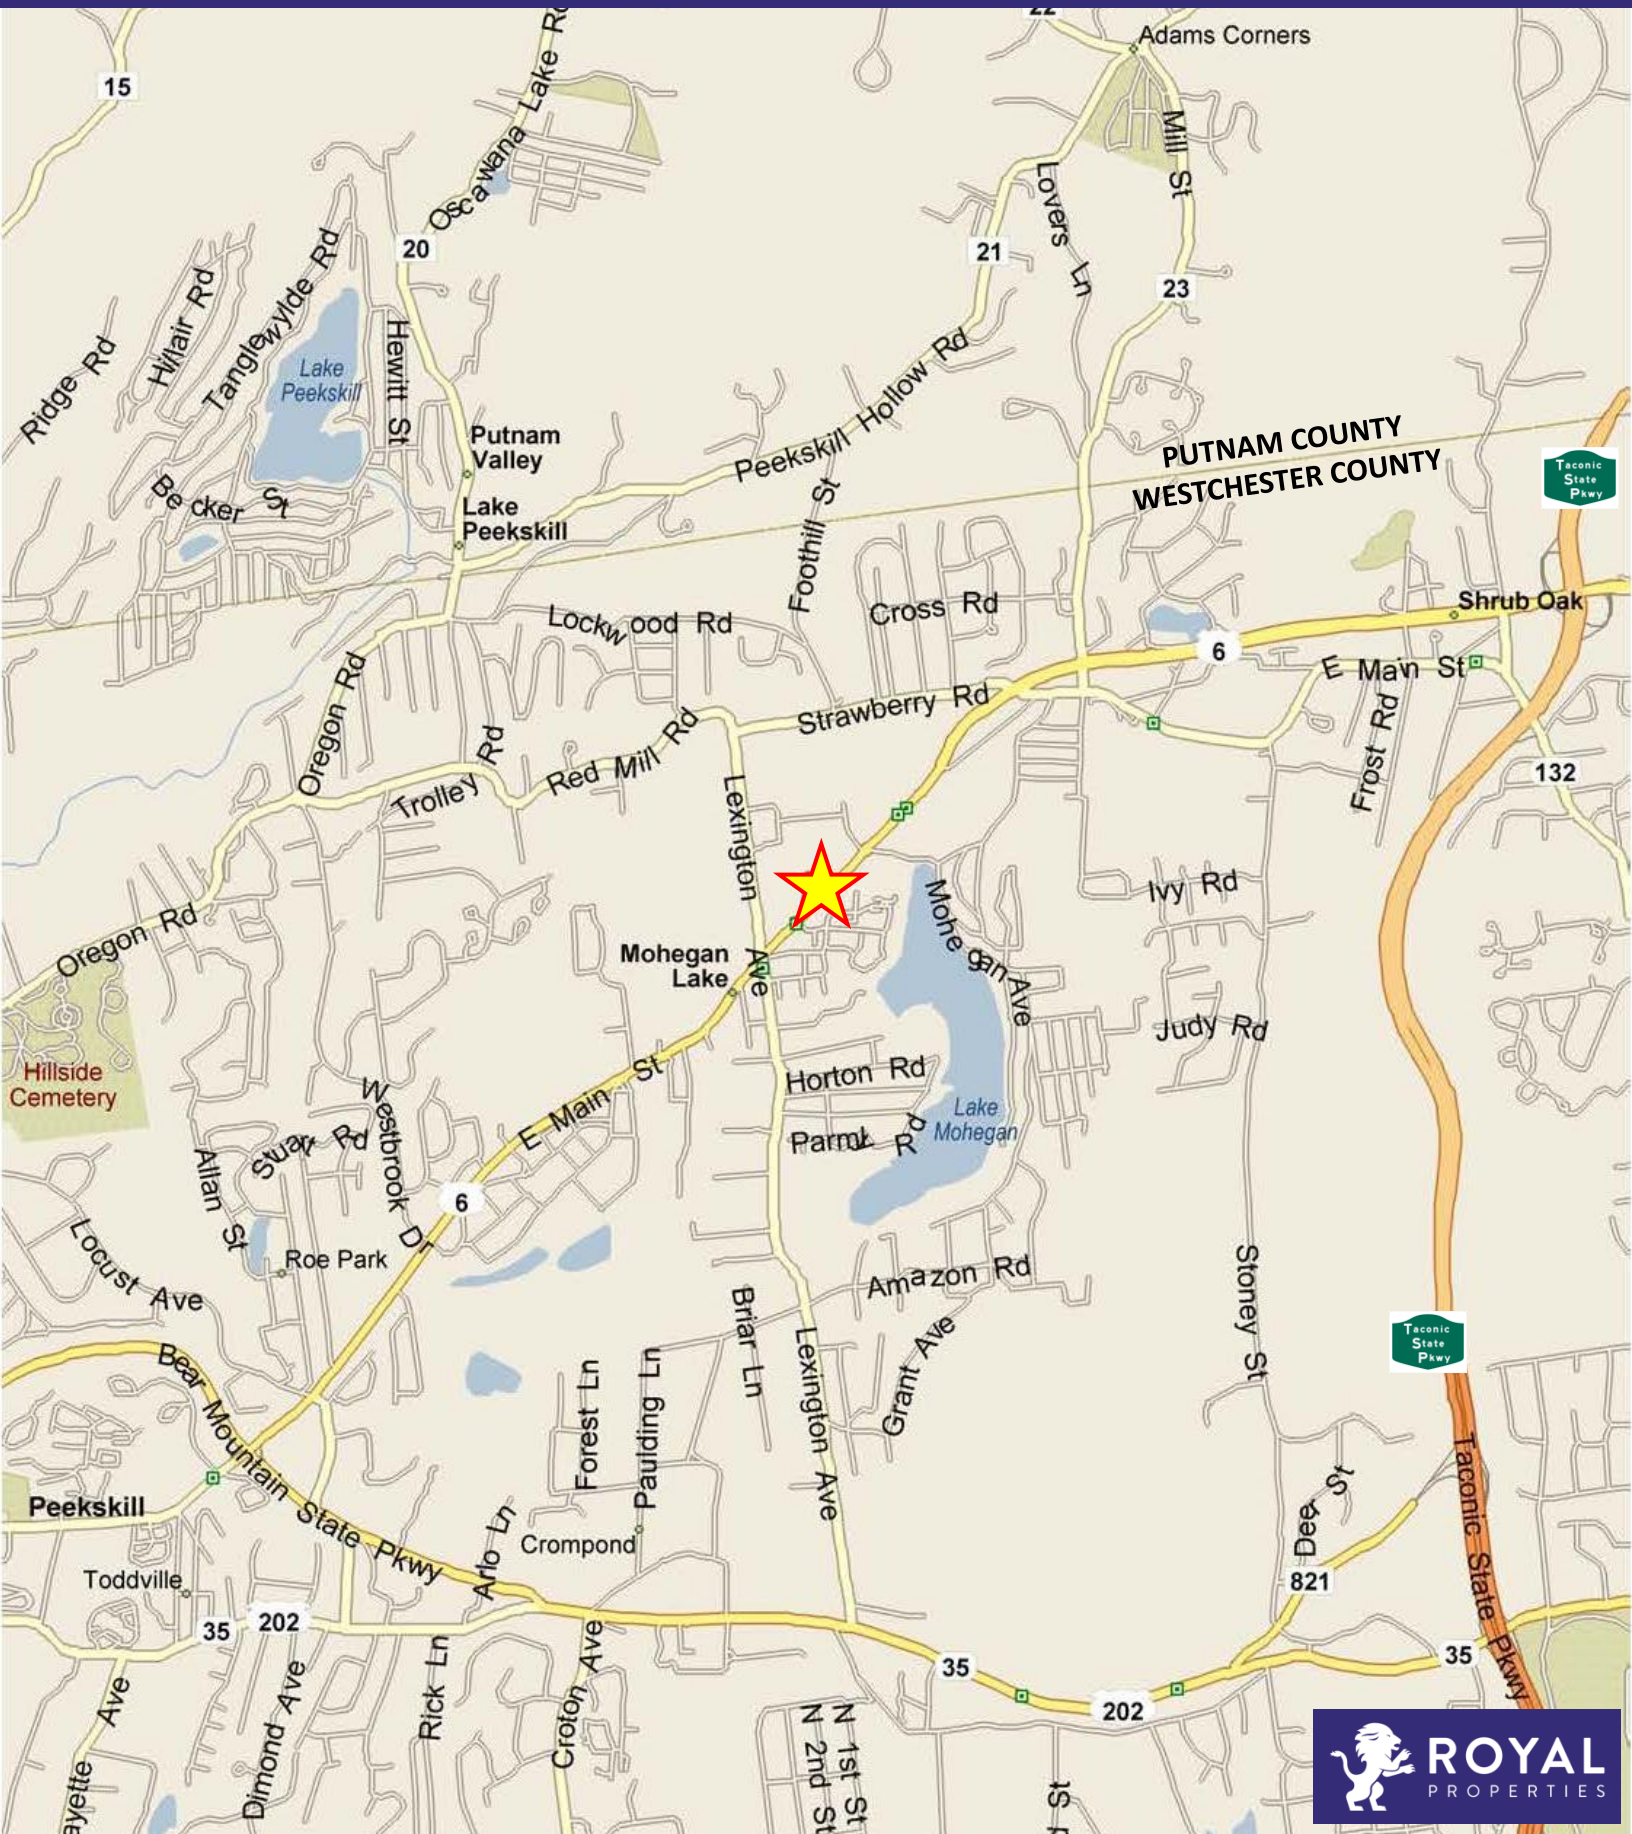 22
Adams Corners
15
Oscawana Lake Rd
Mill St
Lovers Ln
20
21
23
Hillair Rd
Tanglewylde Rd
Ridge Rd
Hewitt St
Lake
Peekskill
Peekskill Hollow Rd
Putnam
Valley
PUTNAM COUNTY
WESTCHESTER COUNTY
Taconic
State
Pkwy
Becker St
Lake
Peekskill
Foothill St
Lockwood Rd
Cross Rd
Shrub Oak
6
E Main St
Oregon Rd
Strawberry Rd
Frost Rd
Trolley Rd
Red Mill Rd
132
Lexington Ave
Ivy Rd
Mohegan Ave
Oregon Rd
Mohegan
Lake
Judy Rd
Hillside
Cemetery
Horton Rd
E Main St
Westbrook Dr
Stuart Rd
Lake
Mohegan
Allan St
6
Locust Ave
Roe Park
Amazon Rd
Stoney St
Briar Ln
Grant Ave
Lexington Ave
Taconic
State
Pkwy
Bear Mountain State Pkwy
Forest Ln
Paulding Ln
Peekskill
Arlo Ln
Crompond
Deer St
Taconic State Pkwy
Toddville
821
35
202
35
35
202
Rick Ln
Croton Ave
Dimond Ave
Ave
ayette
N 1st St
N 2nd St
St
ROYAL
PROPERTIES